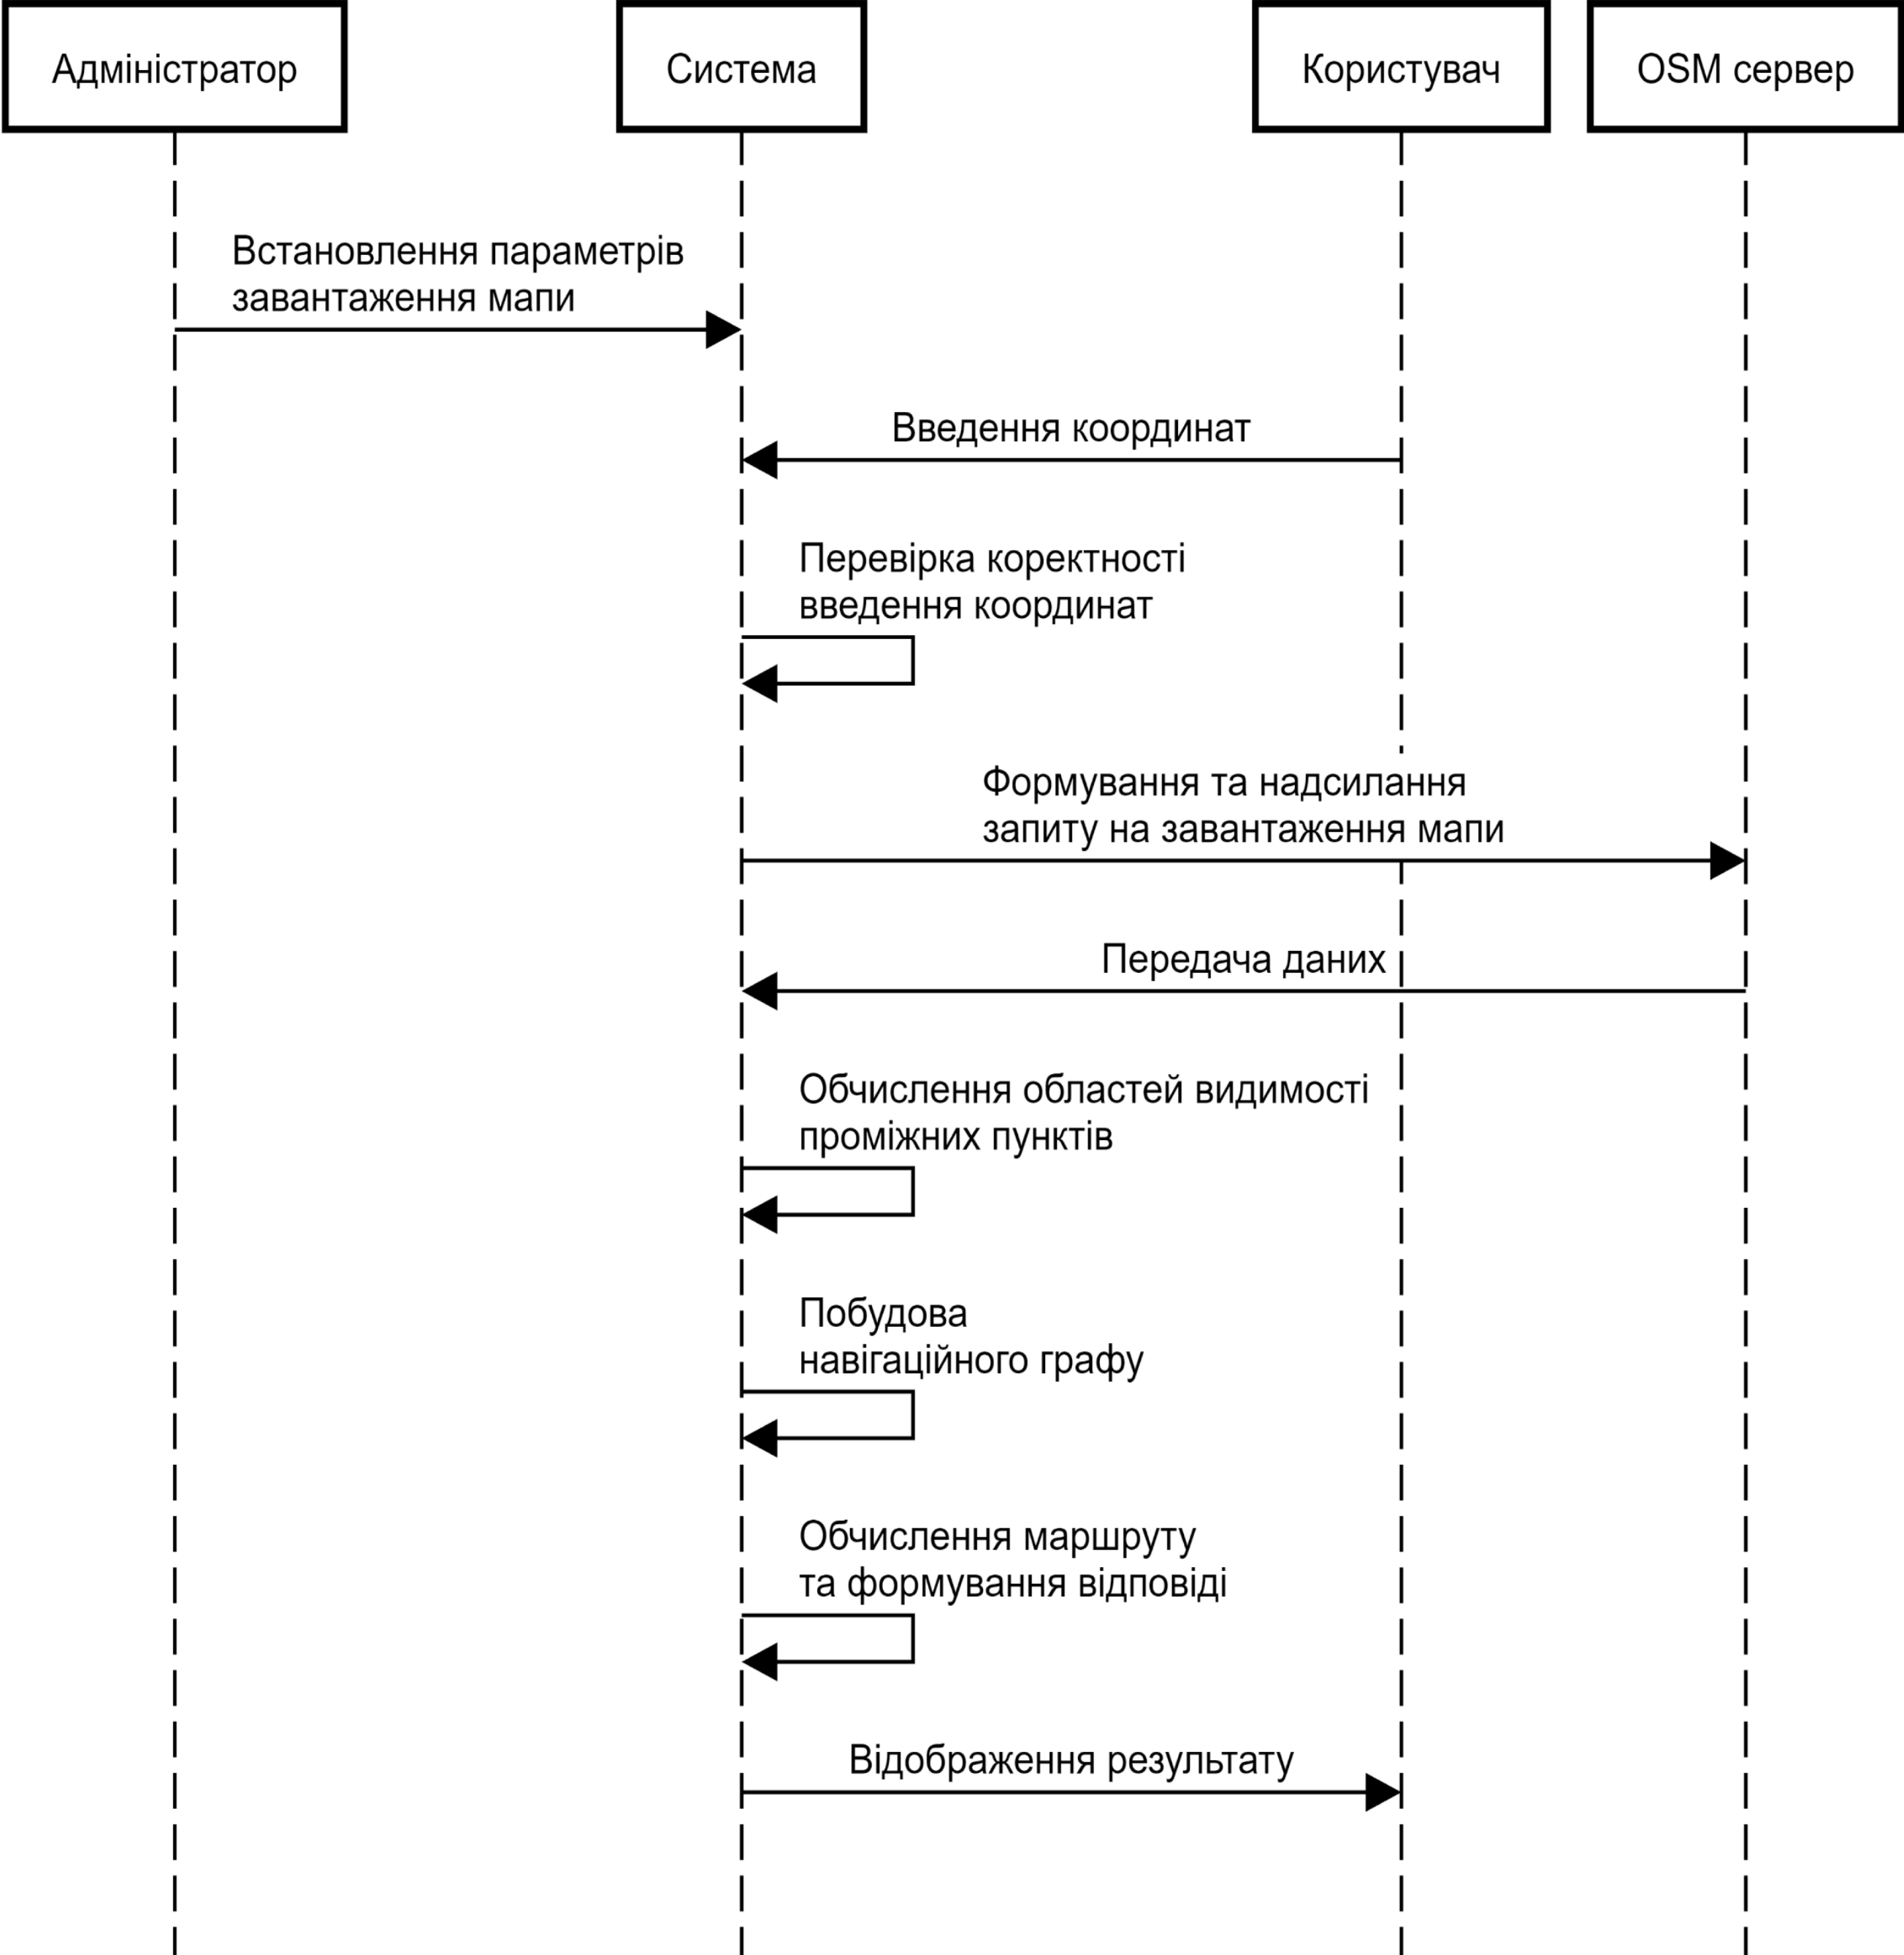 Адміністратор
Система
Користувач
OSM сервер
Встановлення параметрів
завантаження мапи
Введення координат
Перевірка коректності
введення координат
Формування та надсилання
запиту на завантаження мапи
Передача даних
Обчислення областей видимості
проміжних пунктів
Побудова
навігаційного графу
Обчислення маршруту
та формування відповіді
Відображення результату